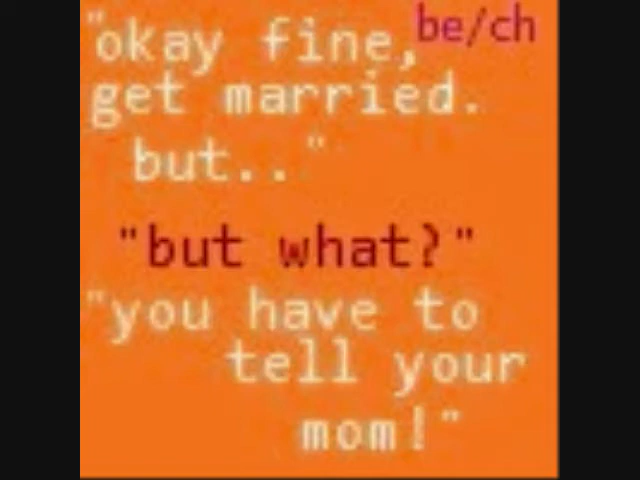 "okay fine,
be/ch
get married.
but.."
"but what?"
"you have to
tell your
mom!"